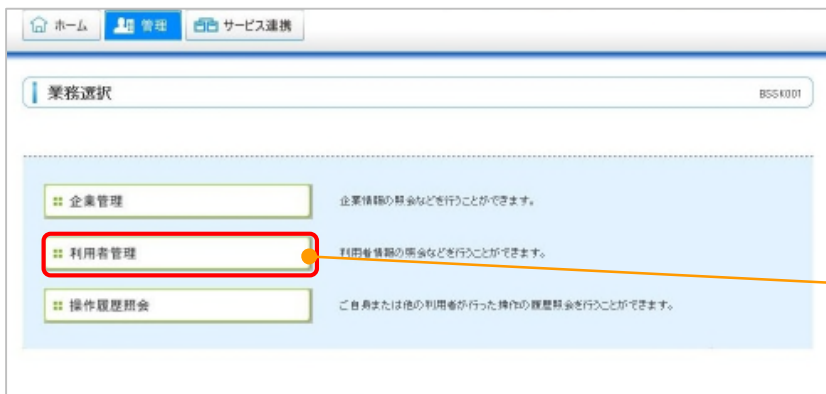 ホーム 管理 サービス連携
業務選択 BSSK001
企業管理 企業情報の照会などを行うことができます。
利用者管理 利用者情報の照会などを行うことができます。
操作履歴照会 ご自身または他の利用者が行った操作の履歴照会を行うことができます。